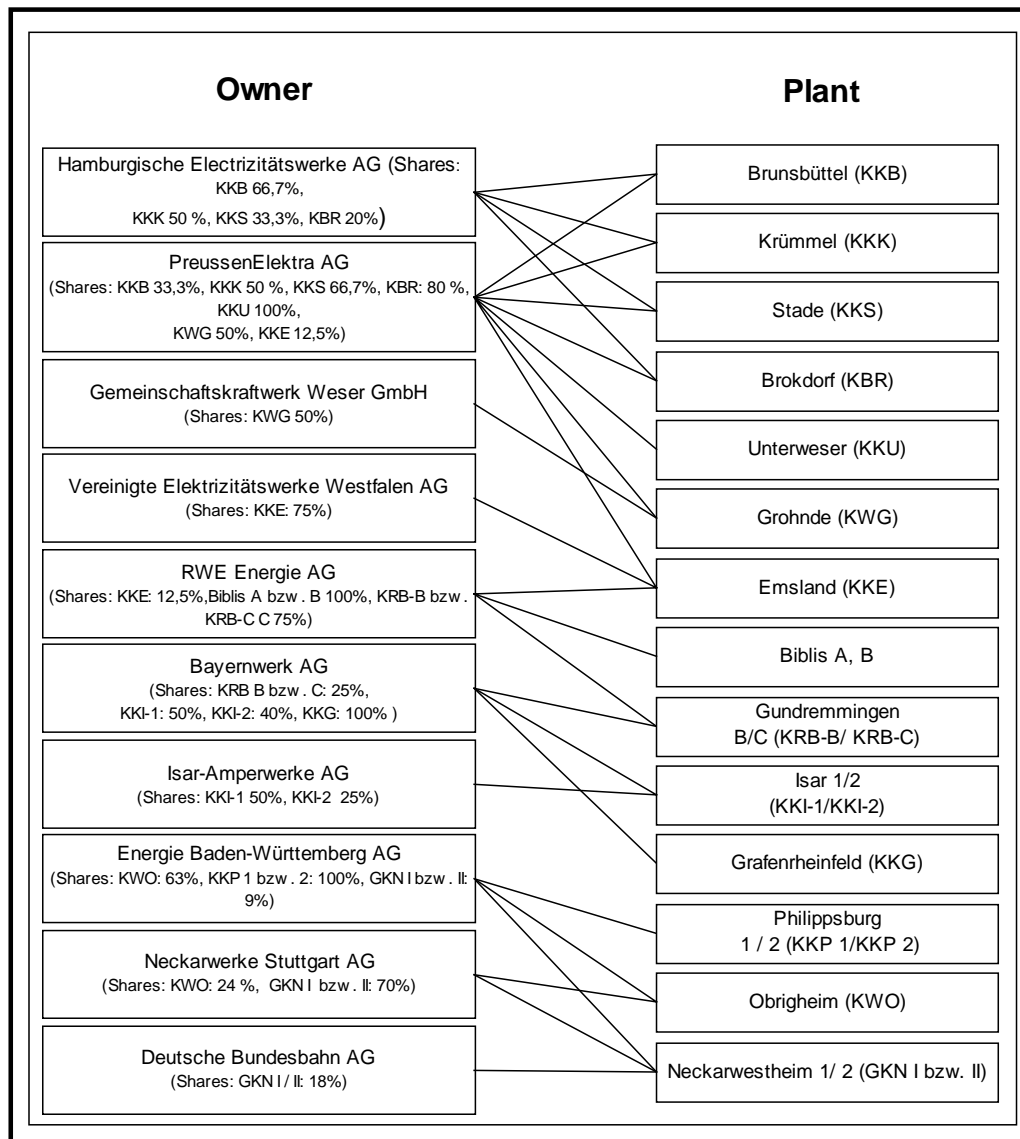 Owner
Hamburgische Electrizitätswerke AG (Shares:
KKB 66,7%,
KKK 50 %, KKS 33,3%, KBR 20%)
PreussenElektra AG
(Shares: KKB 33,3%, KKK 50 %, KKS 66,7%, KBR: 80 %,
KKU 100%,
KWG 50%, KKE 12,5%)
Gemeinschaftskraftwerk Weser GmbH
(Shares: KWG 50%)
Vereinigte Elektrizitätswerke Westfalen AG
(Shares: KKE: 75%)
RWE Energie AG
(Shares: KKE: 12,5%,Biblis A bzw. B 100%, KRB-B bzw.
KRB-C C 75%)
Bayernwerk AG
(Shares: KRB B bzw. C: 25%,
KKI-1: 50%, KKI-2: 40%, KKG: 100% )
Isar-Amperwerke AG
(Shares: KKI-1 50%, KKI-2 25%)
Energie Baden-Württemberg AG
(Shares: KWO: 63%, KKP 1 bzw. 2: 100%, GKN I bzw. II:
9%)
Neckarwerke Stuttgart AG
(Shares: KWO: 24 %, GKN I bzw. II: 70%)
Deutsche Bundesbahn AG
(Shares: GKN I / II: 18%)
Plant
Brunsbüttel (KKB)
Krümmel (KKK)
Stade (KKS)
Brokdorf (KBR)
Unterweser (KKU)
Grohnde (KWG)
Emsland (KKE)
Biblis A, B
Gundremmingen
B/C (KRB-B/ KRB-C)
Isar 1/2
(KKI-1/KKI-2)
Grafenrheinfeld (KKG)
Philippsburg
1 / 2 (KKP 1/KKP 2)
Obrigheim (KWO)
Neckarwestheim 1/ 2 (GKN I bzw. II)